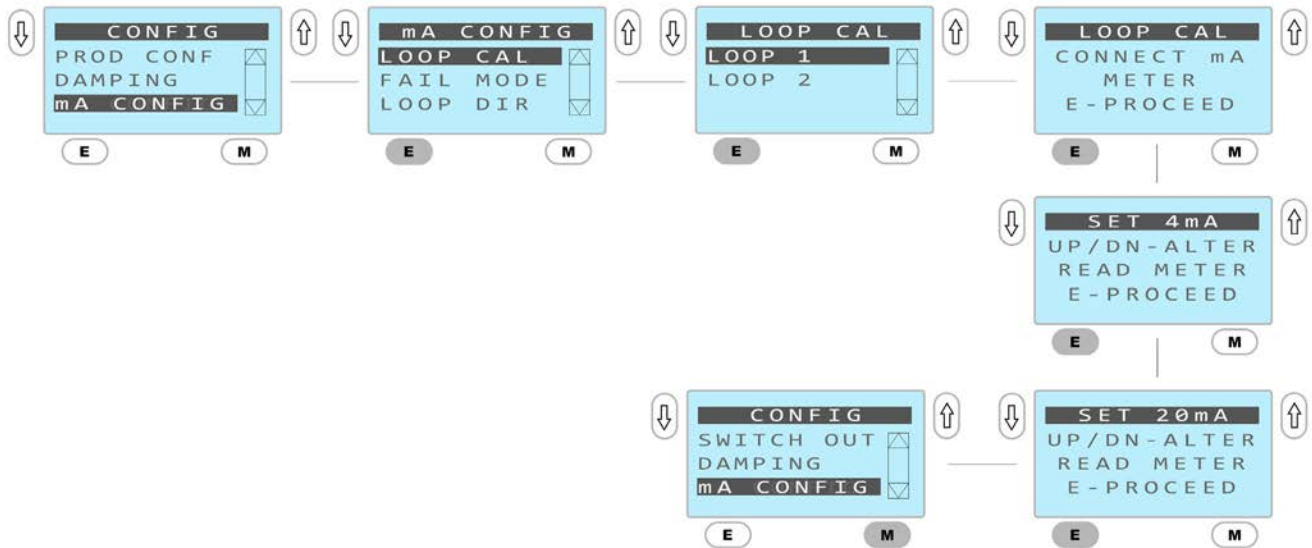 CONFIG
PROD CONF
DAMPING
mA CONFIG
E
M
mA CONFIG
LOOP CAL
FAIL MODE
LOOP DIR
E
M
LOOP CAL
LOOP 1
LOOP 2
E
M
LOOP CAL
CONNECT mA
METER
E-PROCEED
E
M
SET 4mA
UP/DN-ALTER
READ METER
E-PROCEED
E
M
CONFIG
SWITCH OUT
DAMPING
mA CONFIG
E
M
SET 20mA
UP/DN-ALTER
READ METER
E-PROCEED
E
M